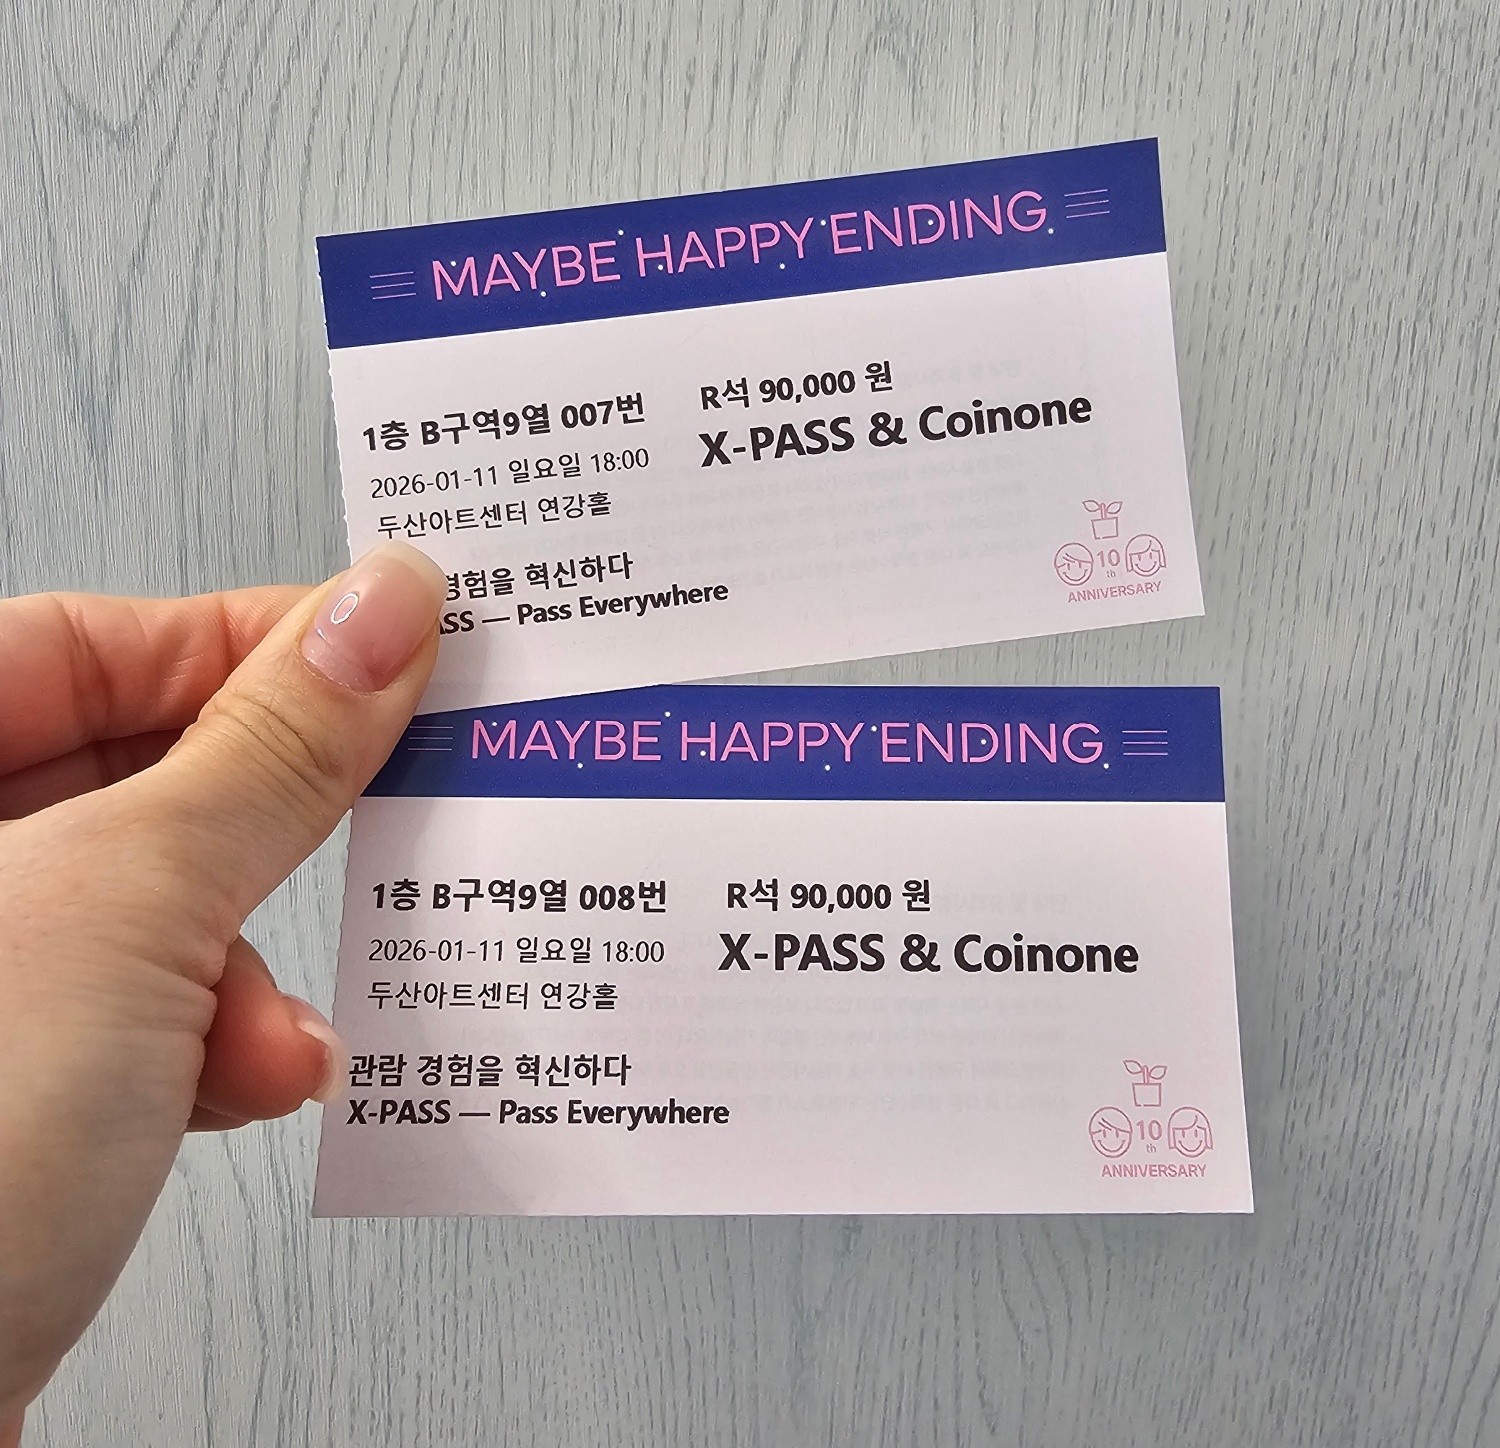 MAYBE HAPPY ENDING
1층 B구역9열 007번
R석 90,000 원
2026-01-11 일요일 18:00
X-PASS & Coinone
두산아트센터 연강홀
경험을 혁신하다
— Pass Everywhere
10th
ANNIVERSARY
MAYBE HAPPY ENDING
1층 B구역9열 008번
R석 90,000 원
2026-01-11 일요일 18:00
X-PASS & Coinone
두산아트센터 연강홀
관람 경험을 혁신하다
X-PASS — Pass Everywhere
10th
ANNIVERSARY